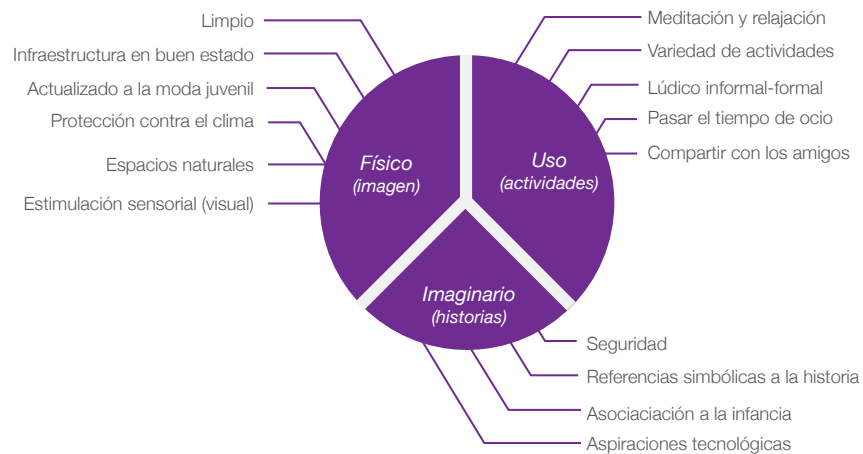 Limpio
Infraestructura en buen estado
Actualizado a la moda juvenil
Protección contra el clima
Espacios naturales
Estimulación sensorial (visual)
Físico
(imagen)
Meditación y relajación
Variedad de actividades
Lúdico informal-formal
Pasar el tiempo de ocio
Compartir con los amigos
Uso
(actividades)
Imaginario
(historias)
Seguridad
Referencias simbólicas a la historia
Asociaciación a la infancia
Aspiraciones tecnológicas